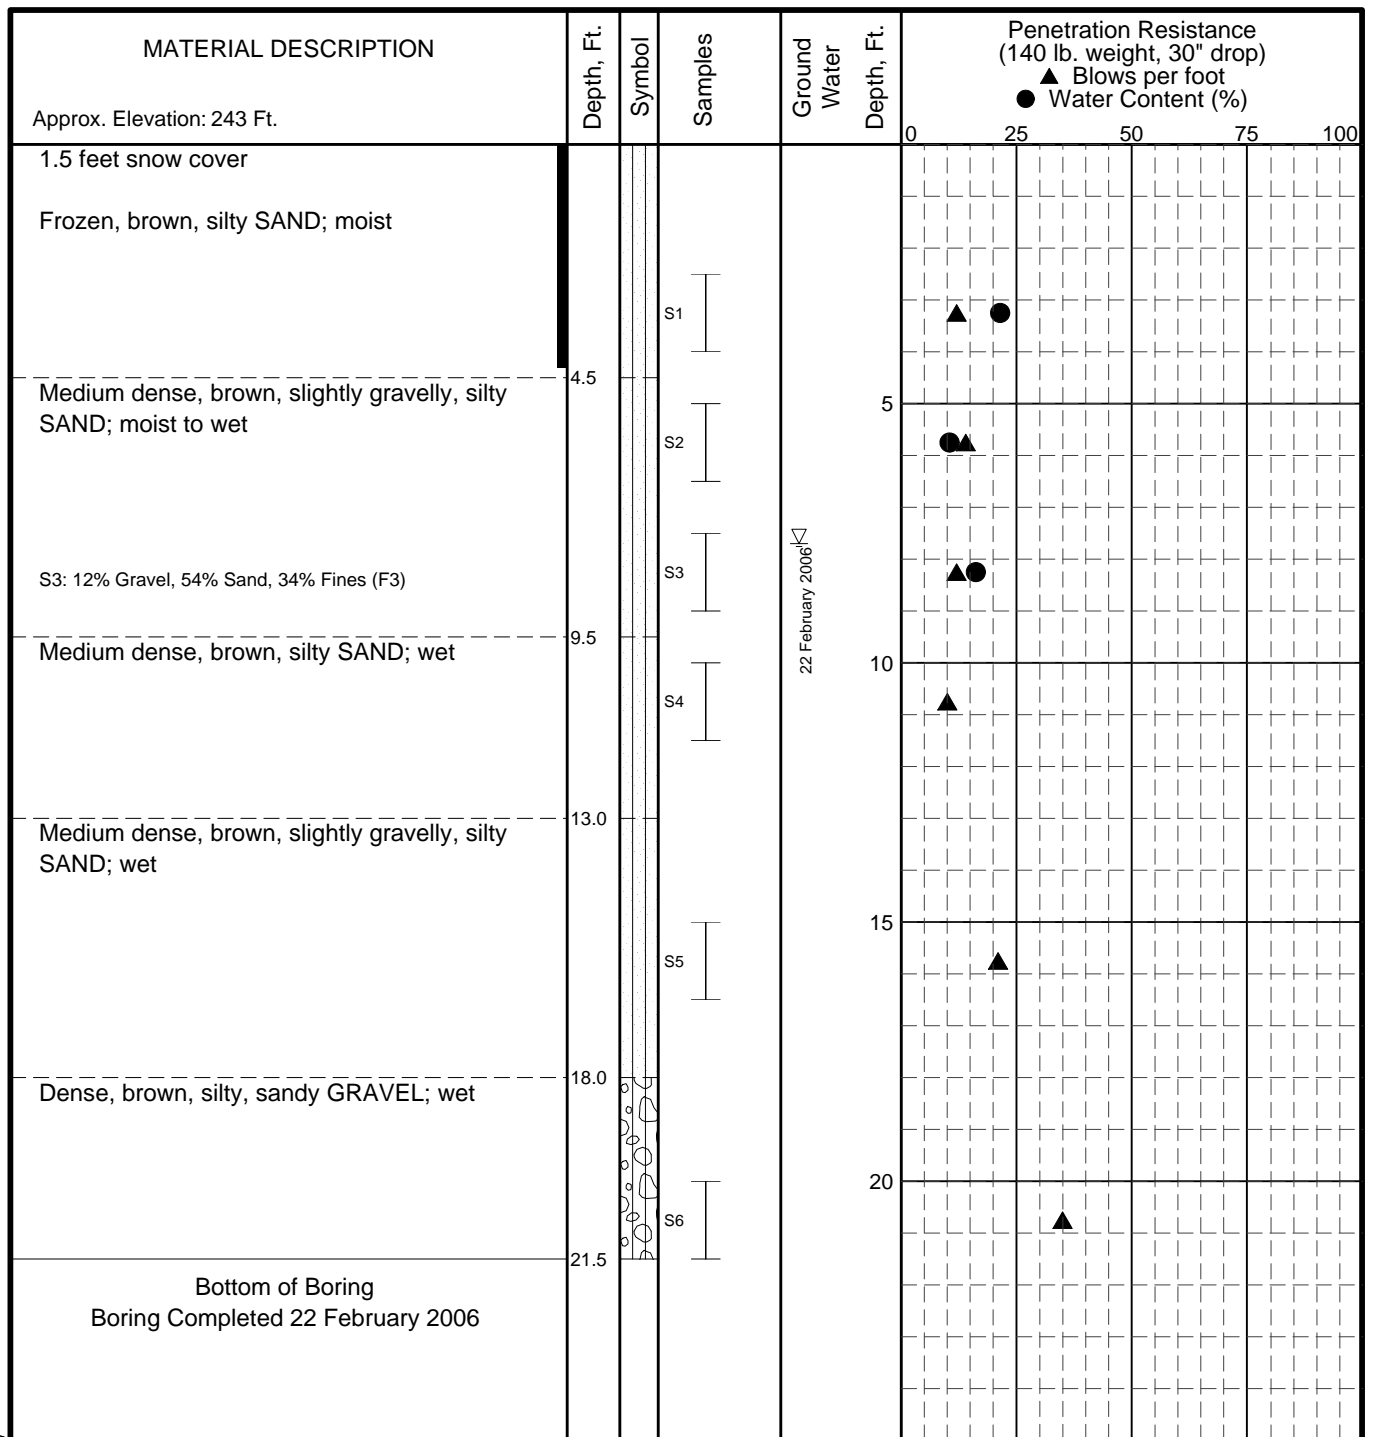 MATERIAL DESCRIPTION
Approx. Elevation: 243 Ft.
Depth, Ft.
Symbol
Samples
Ground
Water
Depth, Ft.
Penetration Resistance
(140 lb. weight, 30" drop)
▲ Blows per foot
● Water Content (%)
0 25 50 75 100
1.5 feet snow cover
Frozen, brown, silty SAND; moist
S1
4.5
Medium dense, brown, slightly gravelly, silty
SAND; moist to wet
5
S2
22 February 2006
S3: 12% Gravel, 54% Sand, 34% Fines (F3)
S3
9.5
Medium dense, brown, silty SAND; wet
10
S4
13.0
Medium dense, brown, slightly gravelly, silty
SAND; wet
15
S5
18.0
Dense, brown, silty, sandy GRAVEL; wet
20
S6
21.5
Bottom of Boring
Boring Completed 22 February 2006